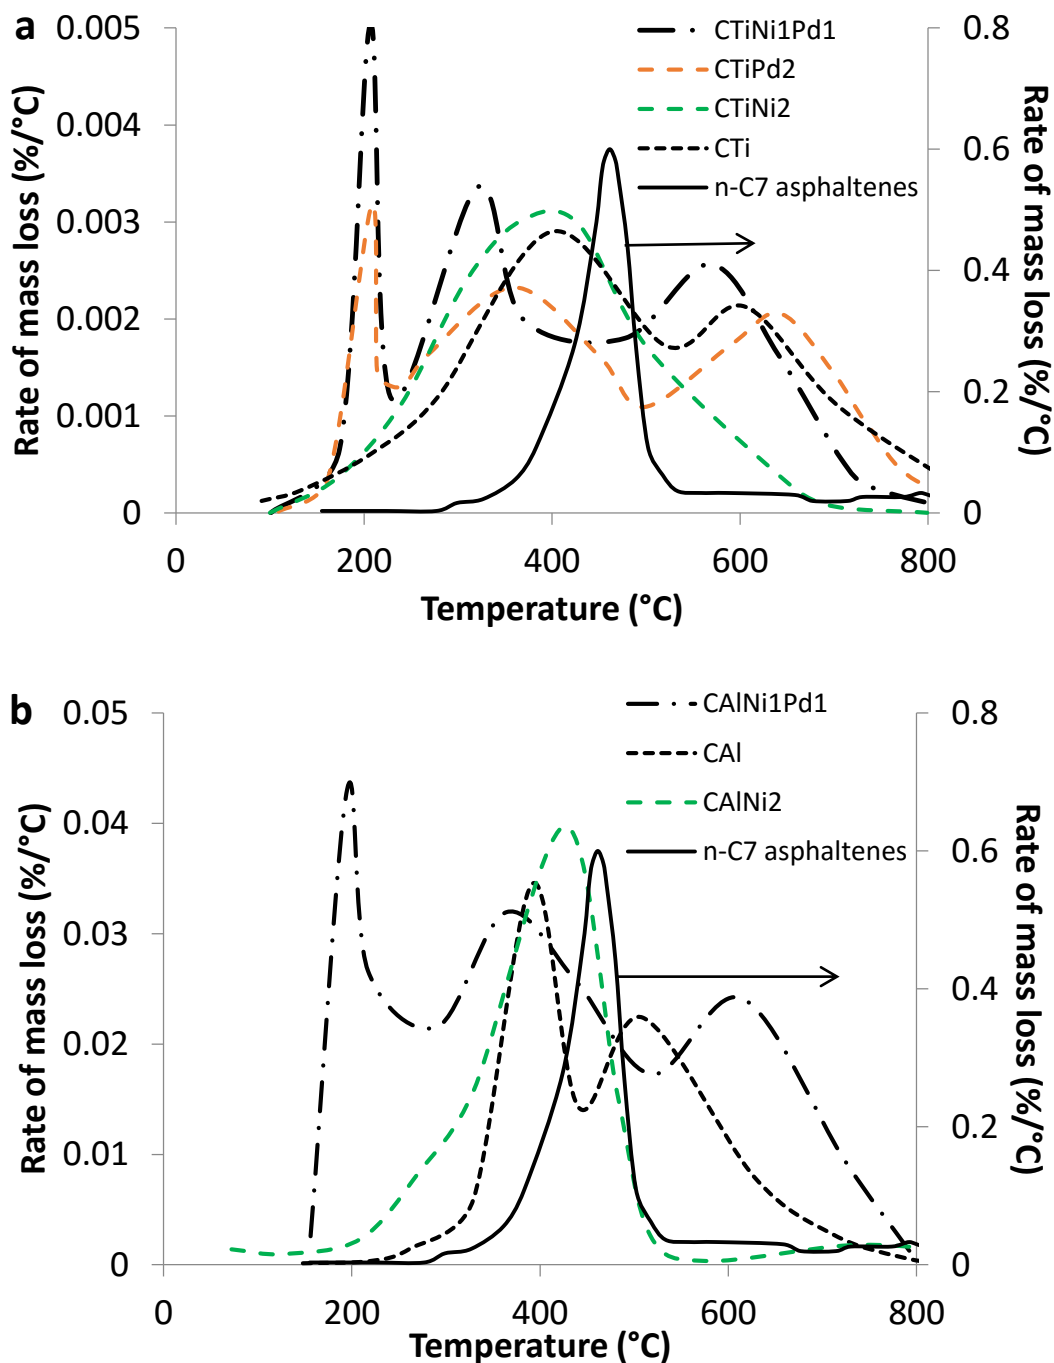 a
Rate of mass loss (%/°C)
0.005
0.004
0.003
0.002
0.001
0
0
200
400
600
800
Temperature (°C)
0.8
0.6
0.4
0.2
0
Rate of mass loss (%/°C)
CTiNi1Pd1
CTiPd2
CTiNi2
CTi
n-C7 asphaltenes
b
Rate of mass loss (%/°C)
0.05
0.04
0.03
0.02
0.01
0
0
200
400
600
800
Temperature (°C)
0.8
0.6
0.4
0.2
0
Rate of mass loss (%/°C)
CAlNi1Pd1
CAl
CAlNi2
n-C7 asphaltenes